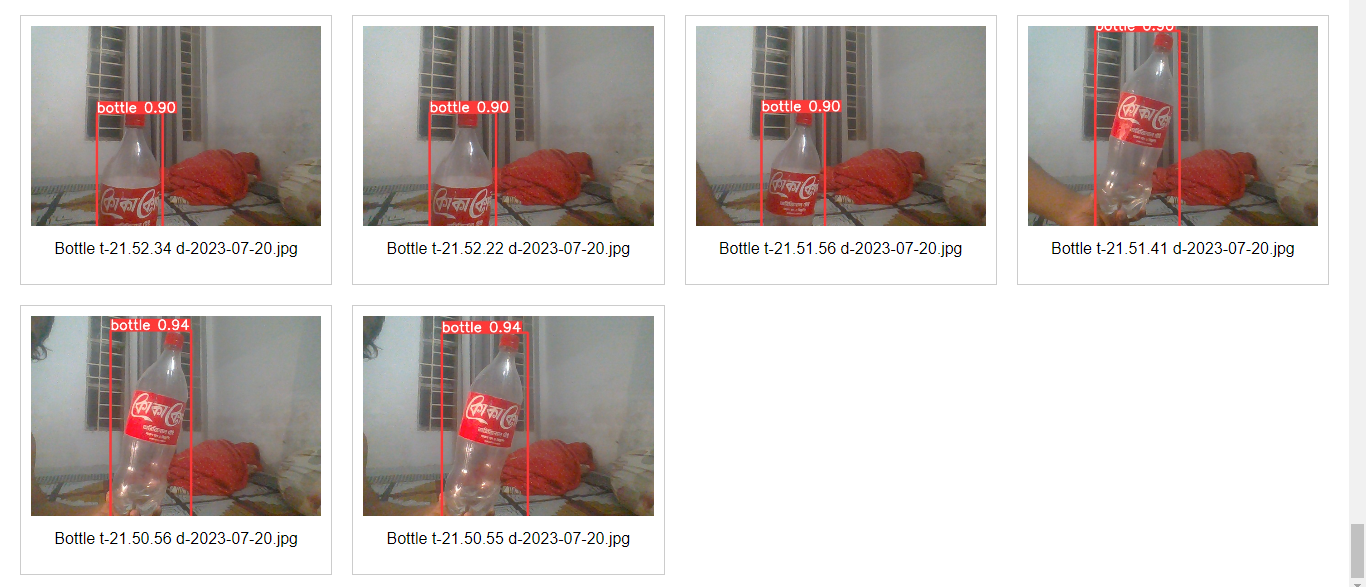 bottle 0.90
bottle 0.90
bottle 0.90
bottle 0.90
কোকা
কোকা
কোকা
কোকা
Bottle t-21.52.34 d-2023-07-20.jpg
Bottle t-21.52.22 d-2023-07-20.jpg
Bottle t-21.51.56 d-2023-07-20.jpg
Bottle t-21.51.41 d-2023-07-20.jpg
bottle 0.94
bottle 0.94
কোকা
কোকা
Bottle t-21.50.56 d-2023-07-20.jpg
Bottle t-21.50.55 d-2023-07-20.jpg